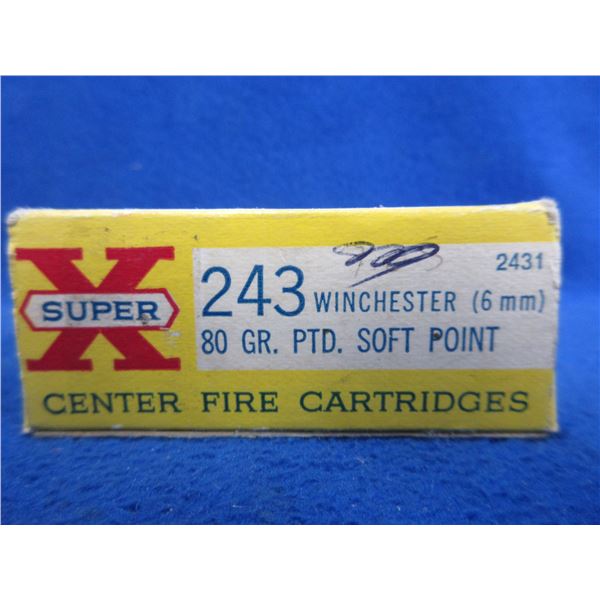 X
SUPER
243 WINCHESTER (6 mm)
2431
80 GR. PTD. SOFT POINT
CENTER FIRE CARTRIDGES